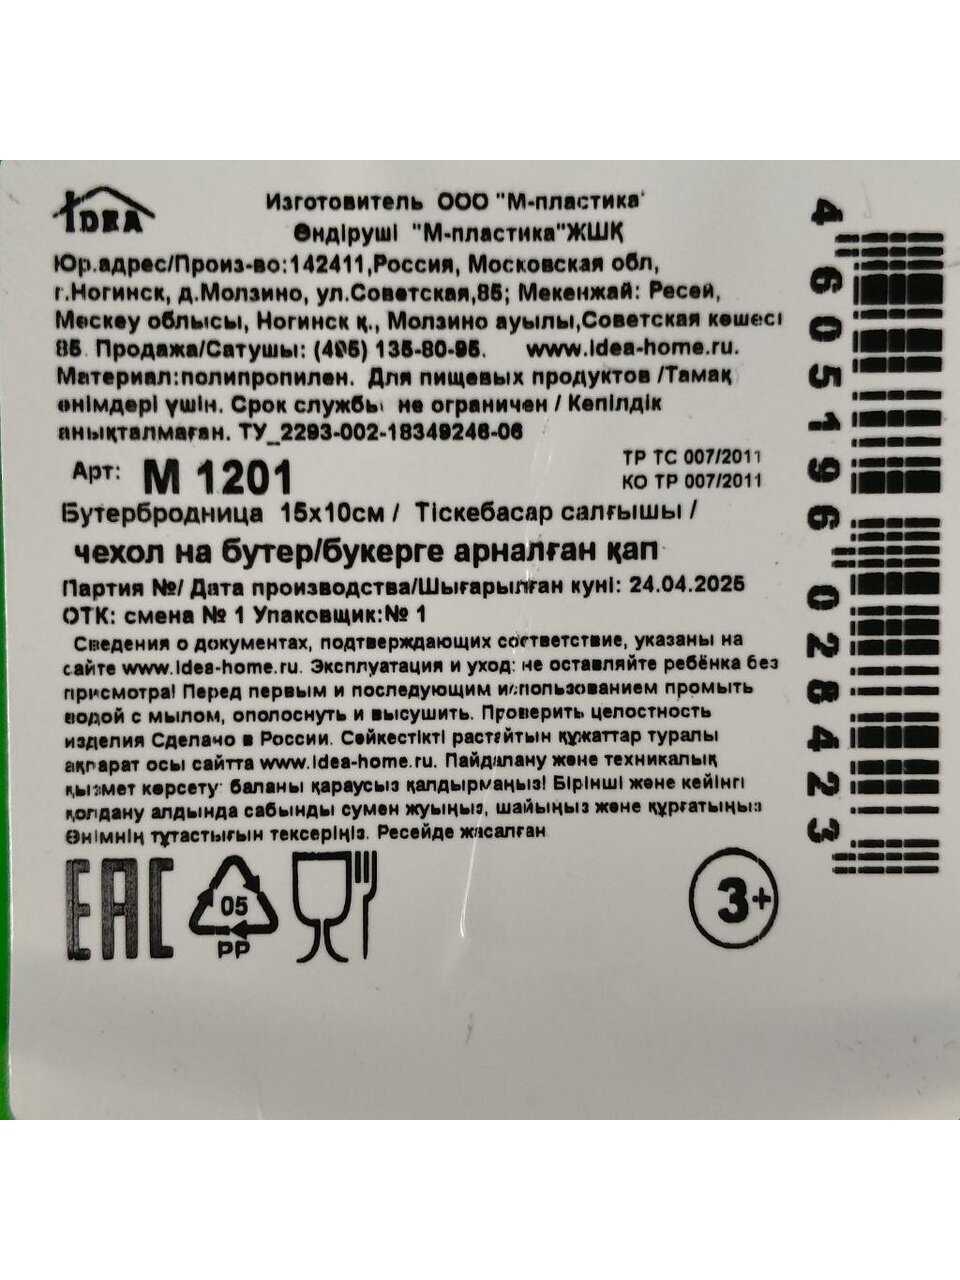 IDEA
Изготовитель ООО "М-пластика"
Өндіруші "М-пластика"ЖШҚ
Юр.адрес/Произ-во:142411,Россия, Московская обл,
г.Ногинск, д.Молзино, ул.Советская,85; Мекенжай: Ресей,
Мәскеу облысы, Ногинск қ., Молзино ауылы,Советская көшесі
85. Продажа/Сатушы: (495) 135-80-95. www.idea-home.ru.
Материал:полипропилен. Для пищевых продуктов /Тамақ
өнімдері үшін. Срок службы не ограничен / Кепілдік
анықталмаған. ТУ_2293-002-18349246-06
Арт: М 1201
ТР ТС 007/2011
КО ТР 007/2011
Бутербродница 15х10см / Тіскебасар салғышы /
чехол на бутер/букерге арналған қап
Партия №/ Дата производства/Шығарылған күні: 24.04.2025
ОТК: смена № 1 Упаковщик:№ 1
Сведения о документах, подтверждающих соответствие, указаны на
сайте www.idea-home.ru. Эксплуатация и уход: не оставляйте ребёнка без
присмотра! Перед первым и последующим использованием промыть
водой с мылом, ополоснуть и высушить. Проверить целостность
изделия Сделано в России. Сәйкестікті растайтын құжаттар туралы
ақпарат осы сайтта www.idea-home.ru. Пайдалану және техникалық
қызмет көрсету: баланы қараусыз қалдырмаңыз! Бірінші және кейінгі
қолдану алдында сабынды сумен жуыңыз, шайыңыз және құрғатыңыз
Өнімнің тұтастығын тексеріңіз. Ресейде жасалған
EAC
05
PP
3+
4 605196 028423